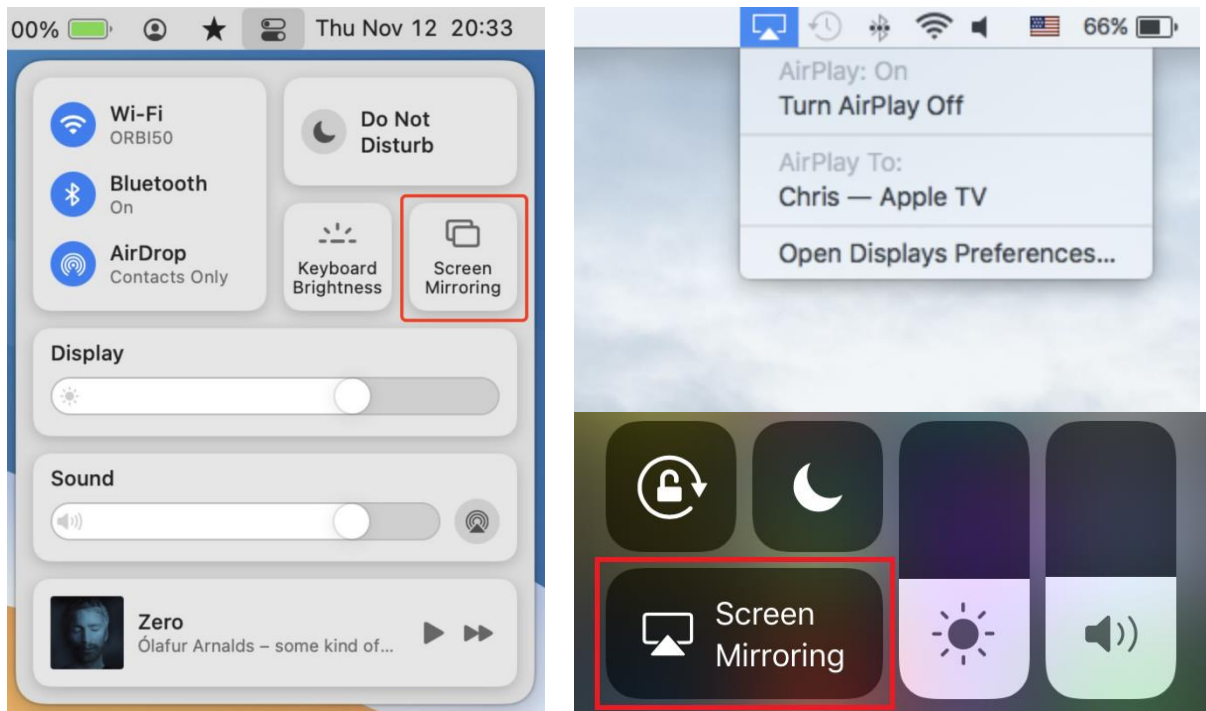 00%
Thu Nov 12 20:33
Wi-Fi
ORBI50
Bluetooth
On
AirDrop
Contacts Only
Do Not
Disturb
Keyboard
Brightness
Screen
Mirroring
Display
Sound
Zero
Ólafur Arnalds – some kind of...
66%
AirPlay: On
Turn AirPlay Off
AirPlay To:
Chris — Apple TV
Open Displays Preferences...
Screen
Mirroring